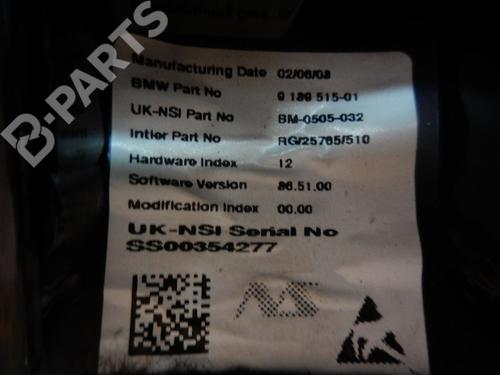 B-PARTS
Manufacturing Date 02/06/08
BMW Part No 9 189 515-01
UK-NSI Part No BM-0505-032
Intier Part No RG/25765/510
Hardware Index 12
Software Version 86.51.00
Modification Index 00.00
UK-NSI Serial No
SS00354277
NS